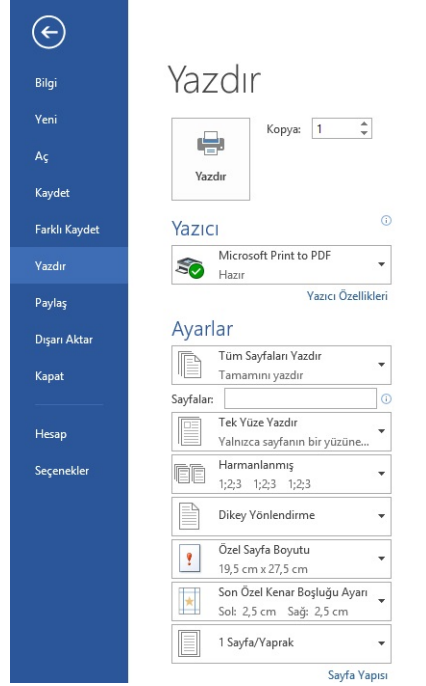 Bilgi
Yeni
Aç
Kaydet
Farklı Kaydet
Yazdır
Paylaş
Dışarı Aktar
Kapat
Hesap
Seçenekler
Yazdır
Yazdır
Kopya: 1
Yazıcı
Microsoft Print to PDF
Hazır
Yazıcı Özellikleri
Ayarlar
Tüm Sayfaları Yazdır
Tamamını yazdır
Sayfalar:
Tek Yüze Yazdır
Yalnızca sayfanın bir yüzüne...
Harmanlanmış
1;2;3 1;2;3 1;2;3
Dikey Yönlendirme
Özel Sayfa Boyutu
19,5 cm x 27,5 cm
Son Özel Kenar Boşluğu Ayarı
Sol: 2,5 cm Sağ: 2,5 cm
1 Sayfa/Yaprak
Sayfa Yapısı